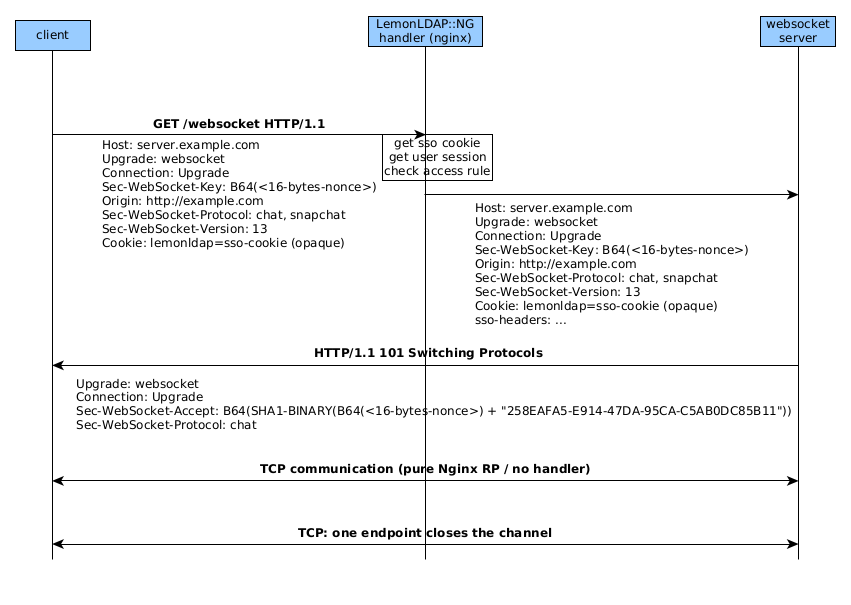 client
LemonLDAP::NG
handler (nginx)
websocket
server
GET /websocket HTTP/1.1
Host: server.example.com
Upgrade: websocket
Connection: Upgrade
Sec-WebSocket-Key: B64(<16-bytes-nonce>)
Origin: http://example.com
Sec-WebSocket-Protocol: chat, snapchat
Sec-WebSocket-Version: 13
Cookie: lemonldap=sso-cookie (opaque)
get sso cookie
get user session
check access rule
Host: server.example.com
Upgrade: websocket
Connection: Upgrade
Sec-WebSocket-Key: B64(<16-bytes-nonce>)
Origin: http://example.com
Sec-WebSocket-Protocol: chat, snapchat
Sec-WebSocket-Version: 13
Cookie: lemonldap=sso-cookie (opaque)
sso-headers: ...
HTTP/1.1 101 Switching Protocols
Upgrade: websocket
Connection: Upgrade
Sec-WebSocket-Accept: B64(SHA1-BINARY(B64(<16-bytes-nonce>) + "258EAFA5-E914-47DA-95CA-C5AB0DC85B11"))
Sec-WebSocket-Protocol: chat
TCP communication (pure Nginx RP / no handler)
TCP: one endpoint closes the channel